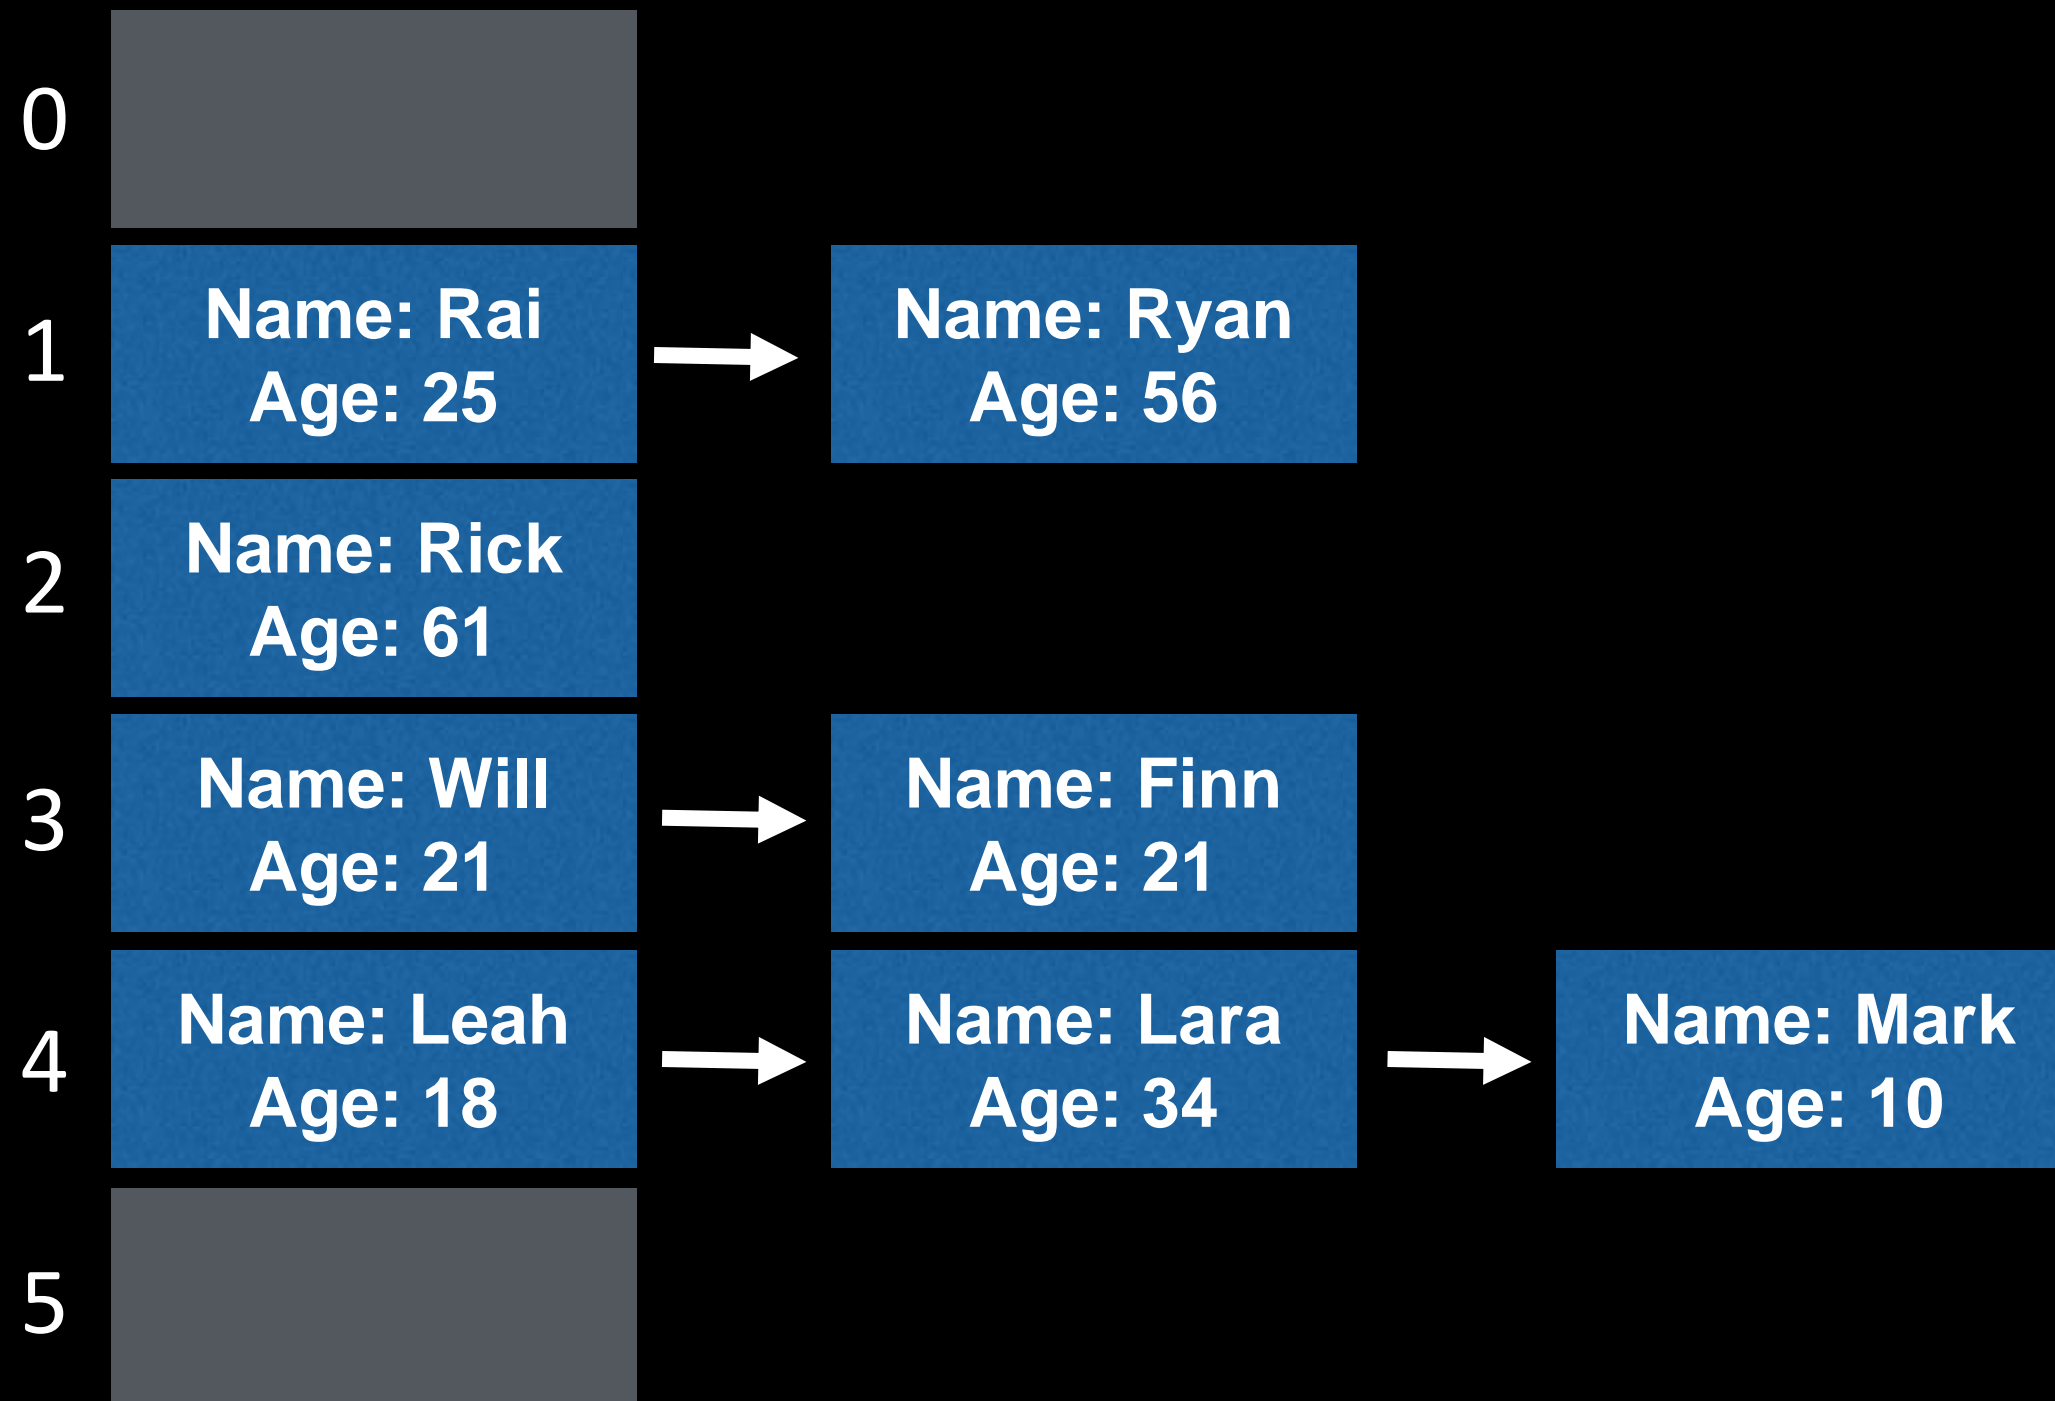 0
1
Name: Rai
Age: 25
Name: Ryan
Age: 56
2
Name: Rick
Age: 61
3
Name: Will
Age: 21
Name: Finn
Age: 21
4
Name: Leah
Age: 18
Name: Lara
Age: 34
Name: Mark
Age: 10
5